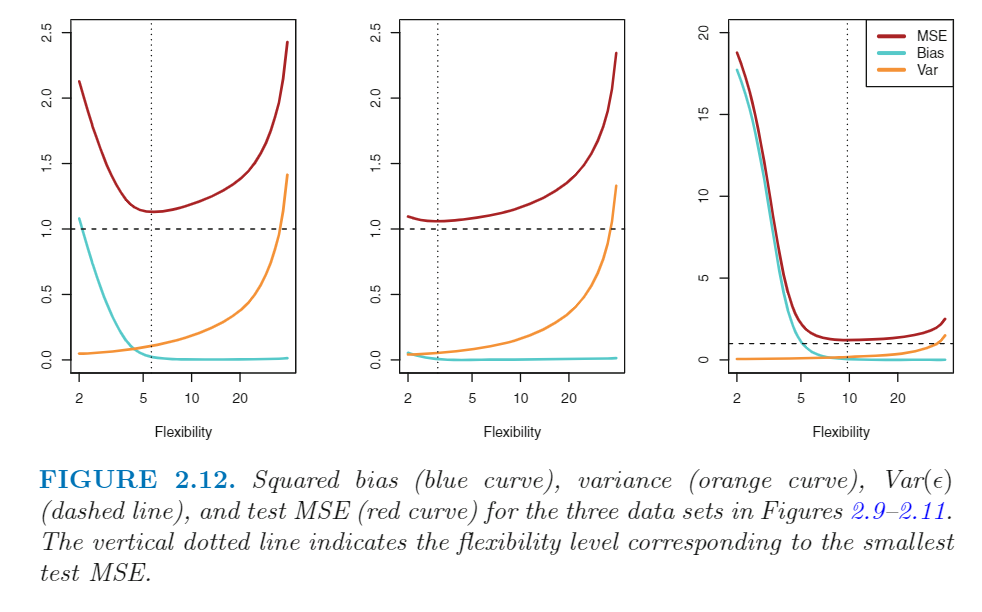 0.0 0.5 1.0 1.5 2.0 2.5
2 5 10 20
Flexibility
0.0 0.5 1.0 1.5 2.0 2.5
2 5 10 20
Flexibility
0 5 10 15 20
2 5 10 20
Flexibility
MSE
Bias
Var
FIGURE 2.12. Squared bias (blue curve), variance (orange curve), Var(ϵ)
(dashed line), and test MSE (red curve) for the three data sets in Figures 2.9–2.11.
The vertical dotted line indicates the flexibility level corresponding to the smallest
test MSE.